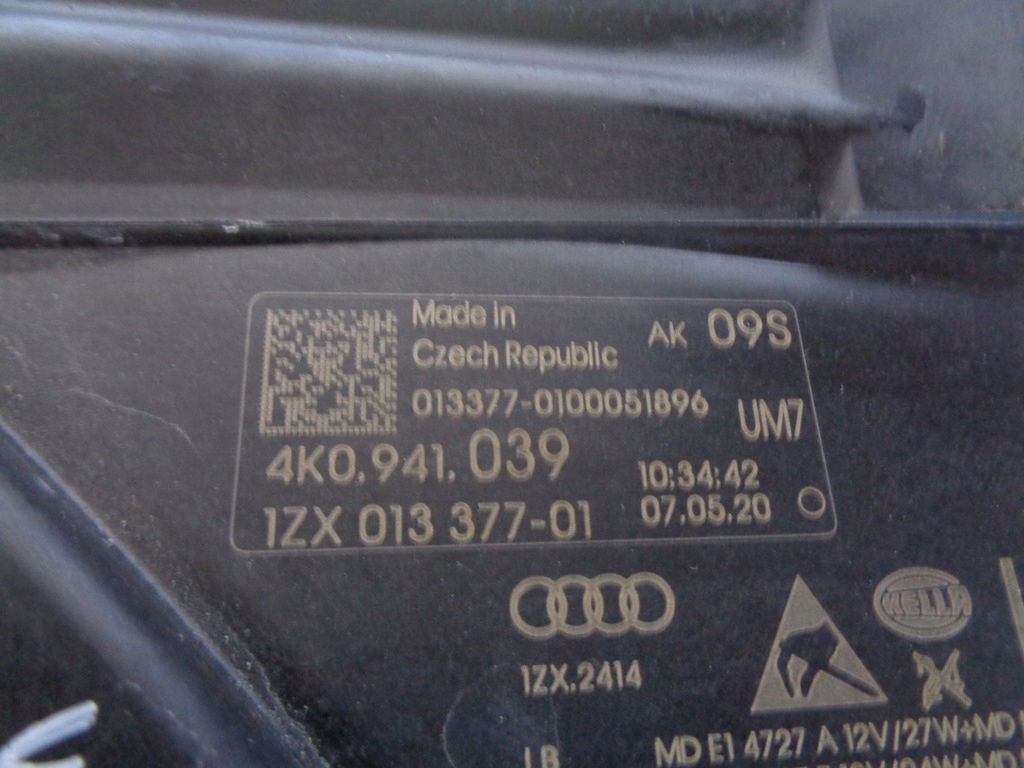 Made in
Czech Republic
AK 09S
013377-0100051896
UM7
4K0.941.039
10:34:42
1ZX 013 377-01
07.05.20
HELLA
1ZX.2414
LB
MD E1 4727 A 12V/27W+MD